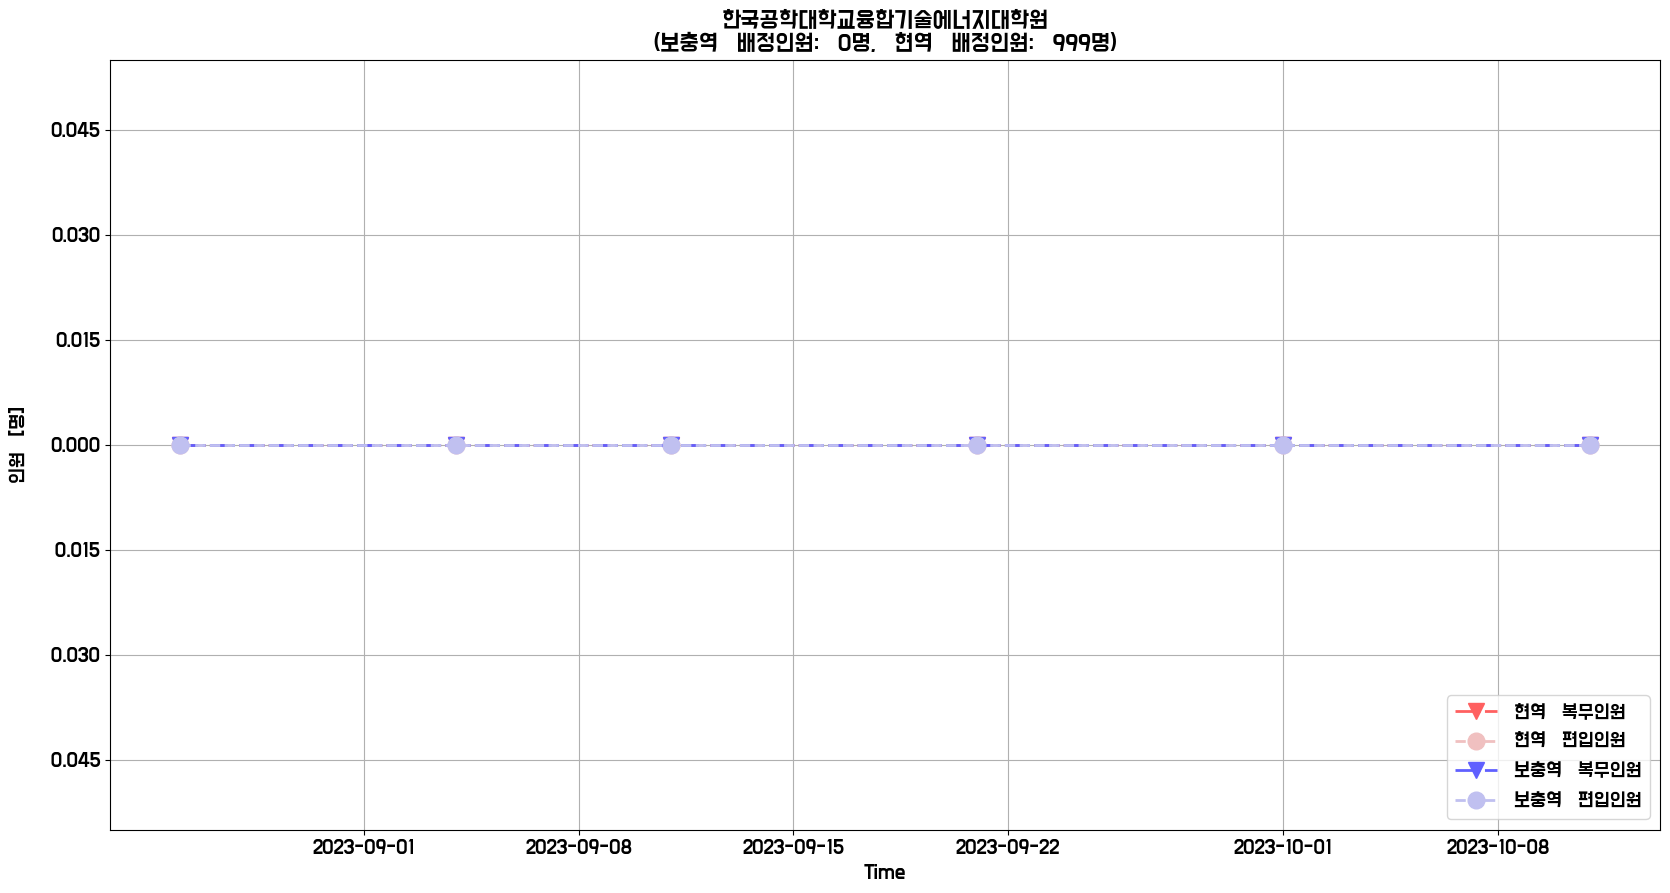 한국공학대학교융합기술에너지대학원
(보충역 배정인원: 0명, 현역 배정인원: 999명)
0.045
0.030
0.015
0.000
0.015
0.030
0.045
인원 [명]
현역 복무인원
현역 편입인원
보충역 복무인원
보충역 편입인원
2023-09-01 2023-09-08 2023-09-15 2023-09-22 2023-10-01 2023-10-08
Time